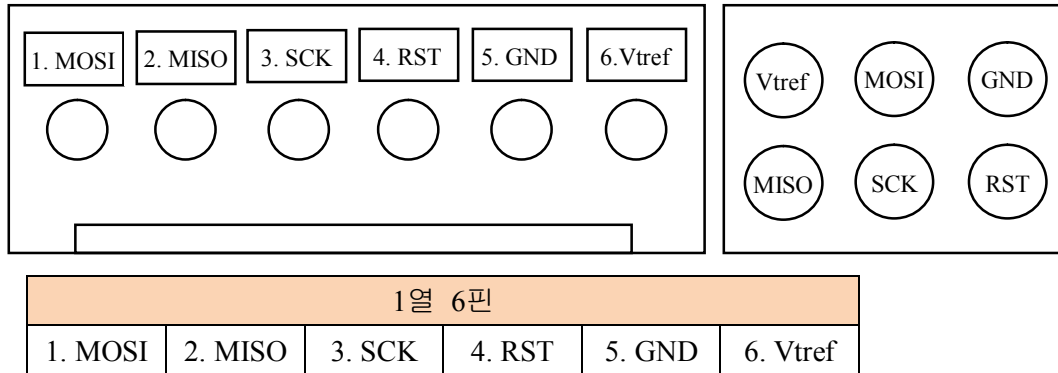 1. MOSI 2. MISO 3. SCK 4. RST 5. GND 6.Vtref
Vtref MOSI GND
MISO SCK RST
1열 6핀
1. MOSI 2. MISO 3. SCK 4. RST 5. GND 6. Vtref